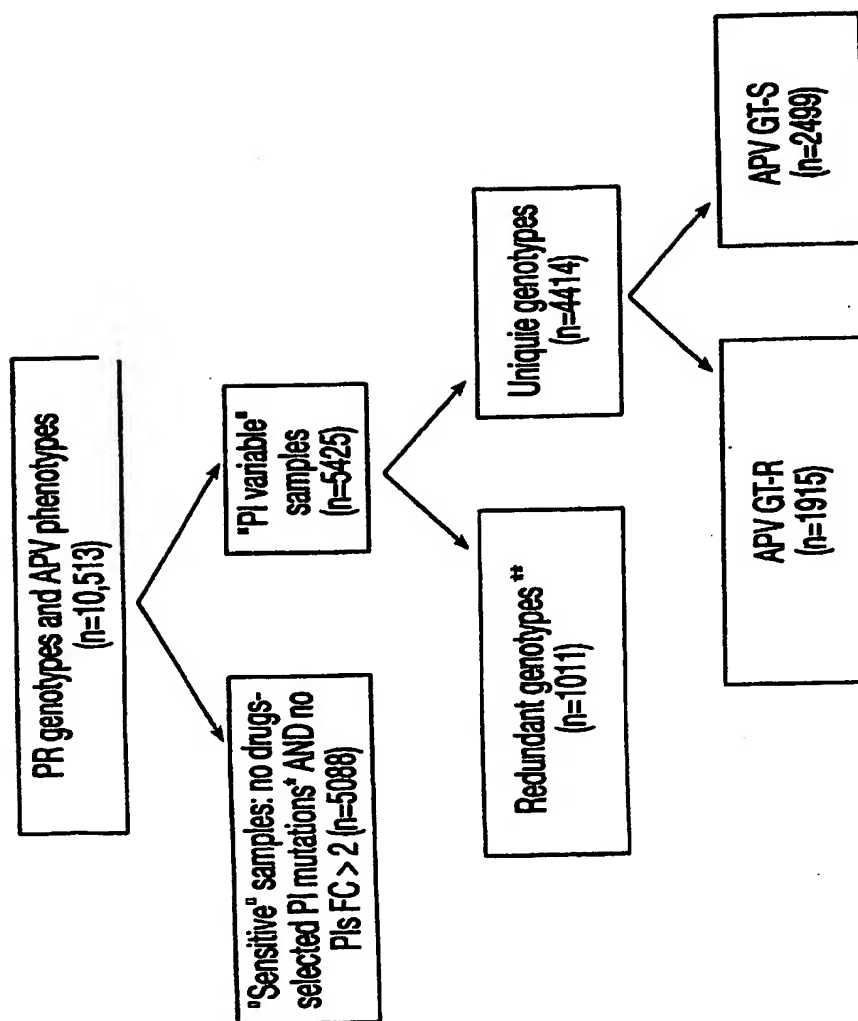 PR genotypes and APV phenotypes
(n=10,513)
"Sensitive" samples: no drugs-
selected PI mutations* AND no
PIs FC > 2 (n=5088)
"PI variable"
samples
(n=5425)
Redundant genotypes**
(n=1011)
Uniquie genotypes
(n=4414)
APV GT-R
(n=1915)
APV GT-S
(n=2499)